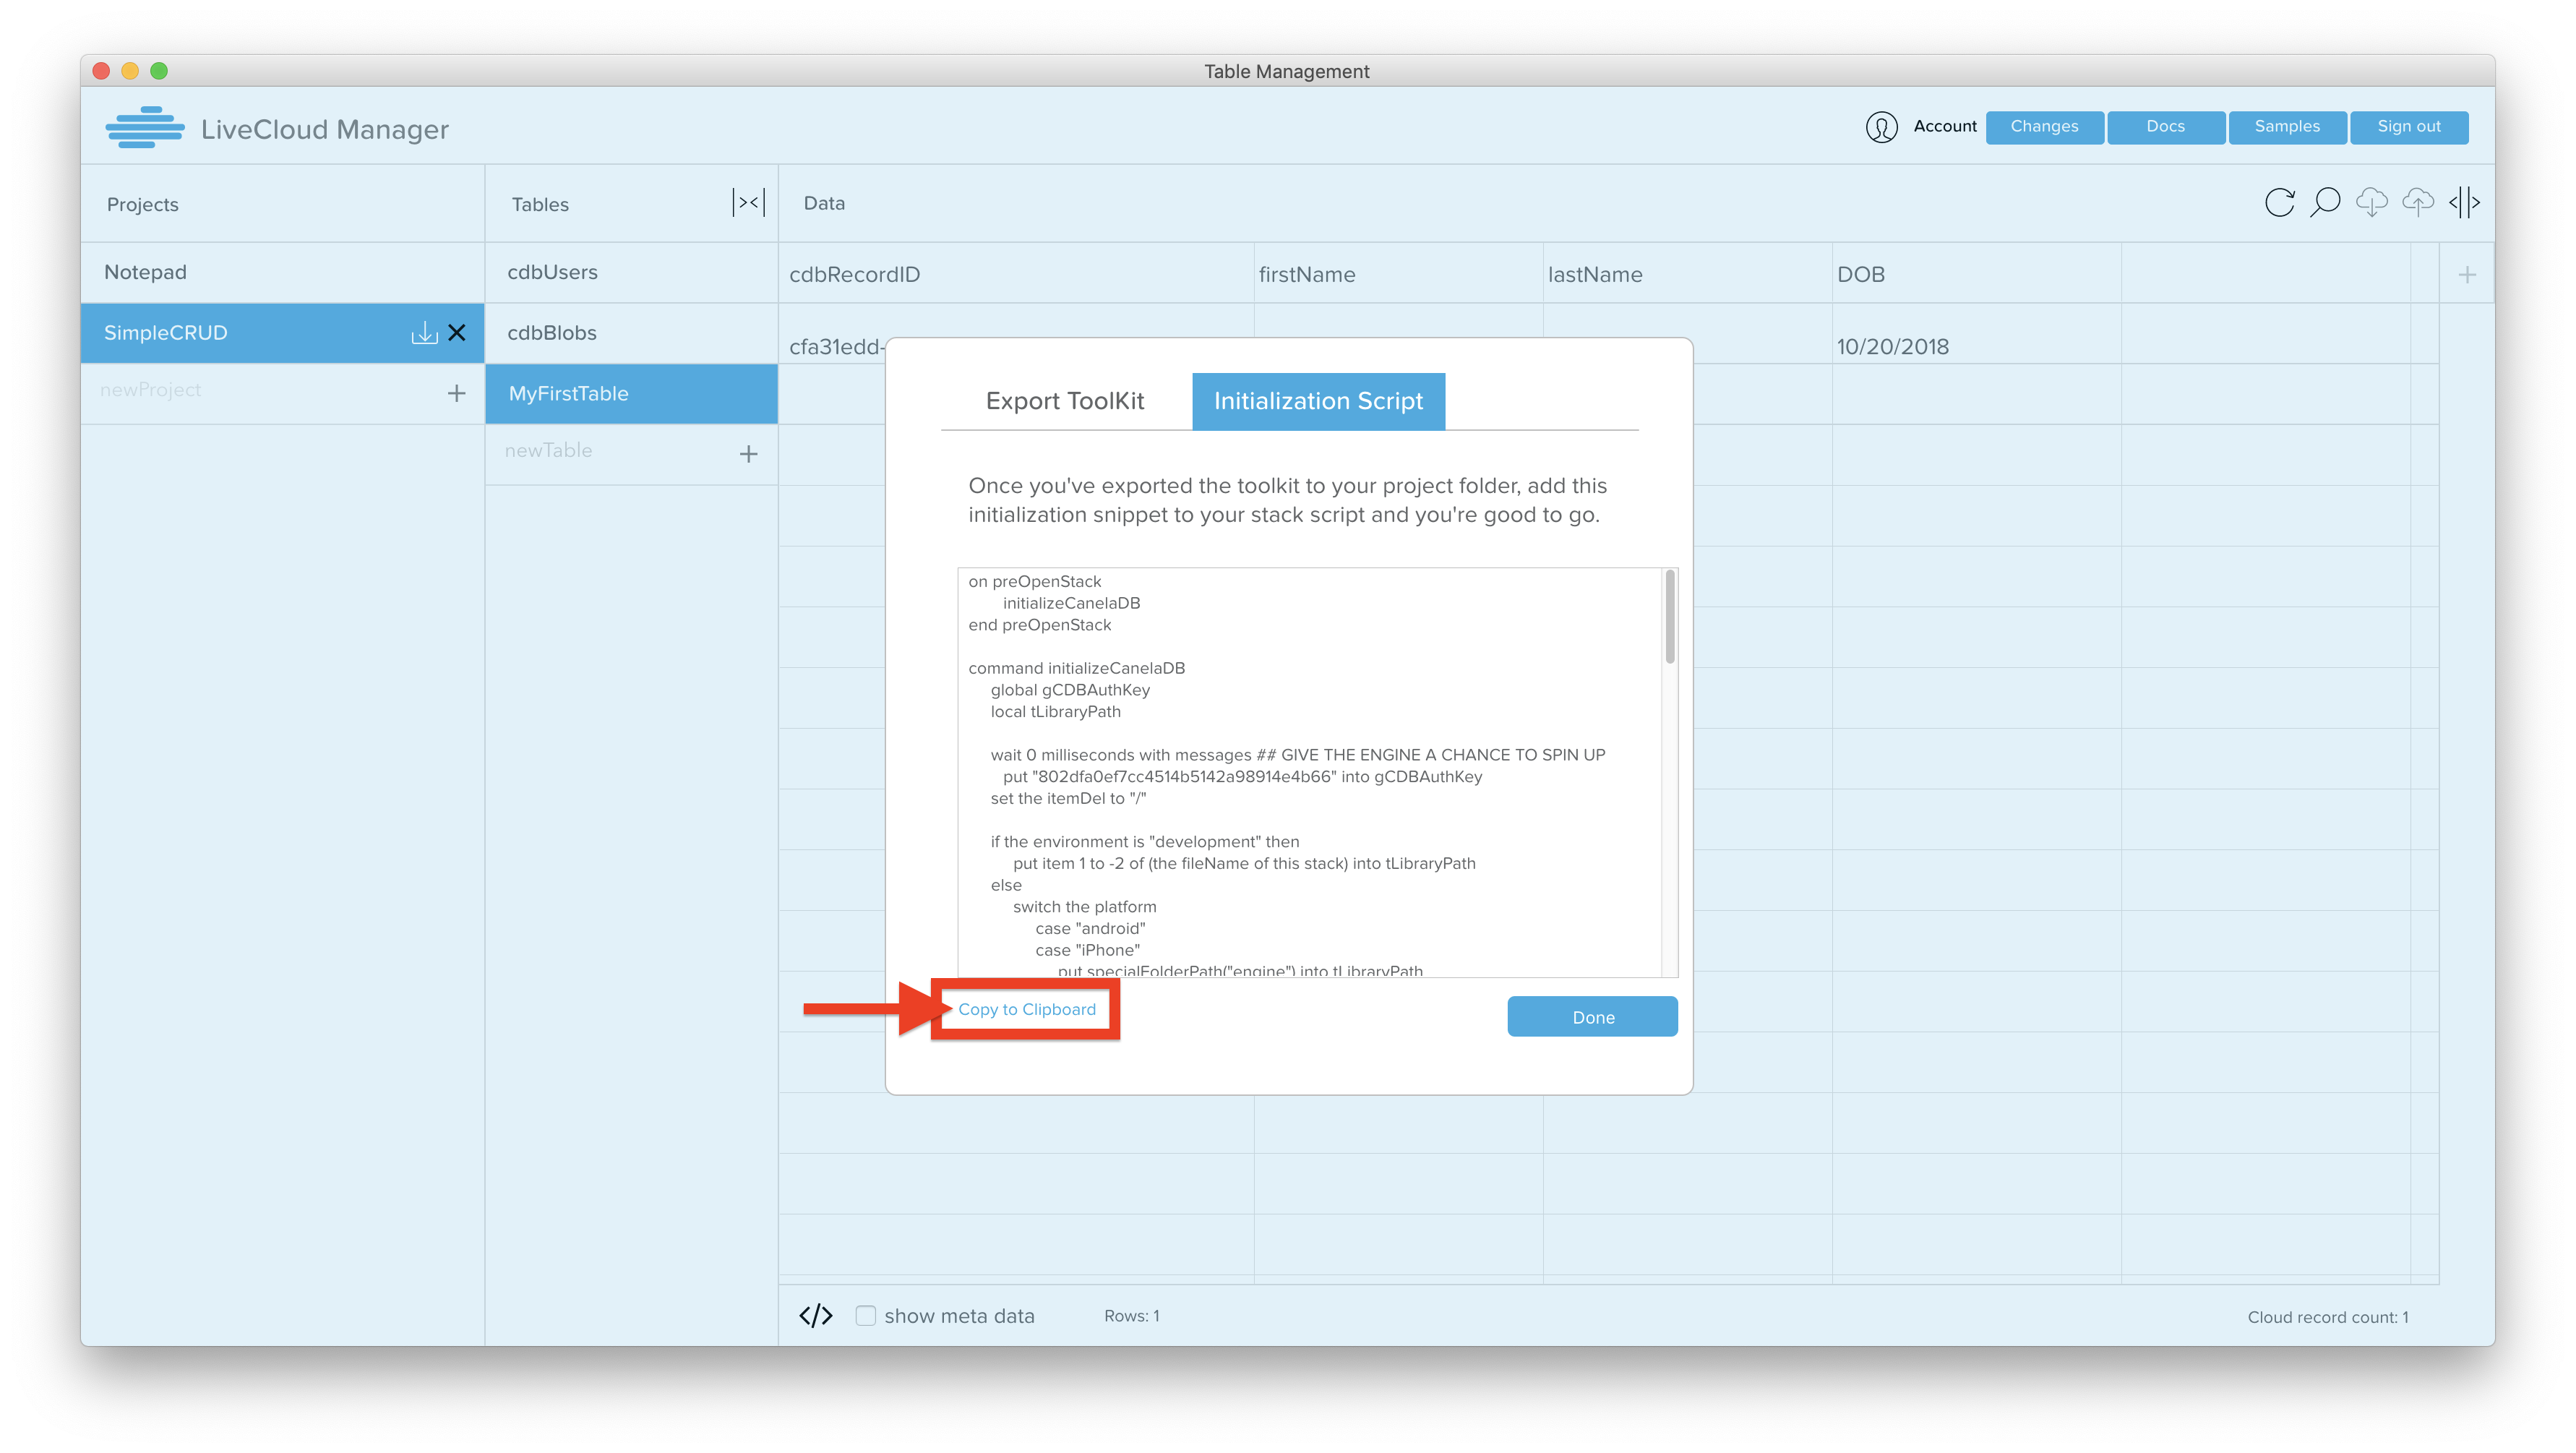 Table Management
LiveCloud Manager
Account
Changes
Docs
Samples
Sign out
Projects
Tables
Data
Notepad
cdbUsers
cdbRecordID
firstName
lastName
DOB
SimpleCRUD
cdbBlobs
cfa31edd-
10/20/2018
newProject
MyFirstTable
newTable
Export ToolKit
Initialization Script
Once you've exported the toolkit to your project folder, add this
initialization snippet to your stack script and you're good to go.
on preOpenStack
initializeCanelaDB
end preOpenStack
command initializeCanelaDB
global gCDBAuthKey
local tLibraryPath
wait 0 milliseconds with messages ## GIVE THE ENGINE A CHANCE TO SPIN UP
put "802dfa0ef7cc4514b5142a98914e4b66" into gCDBAuthKey
set the itemDel to "/"
if the environment is "development" then
put item 1 to -2 of (the fileName of this stack) into tLibraryPath
else
switch the platform
case "android"
case "iPhone"
put specialFolderPath("engine") into tLibraryPath
Copy to Clipboard
Done
</> show meta data
Rows: 1
Cloud record count: 1